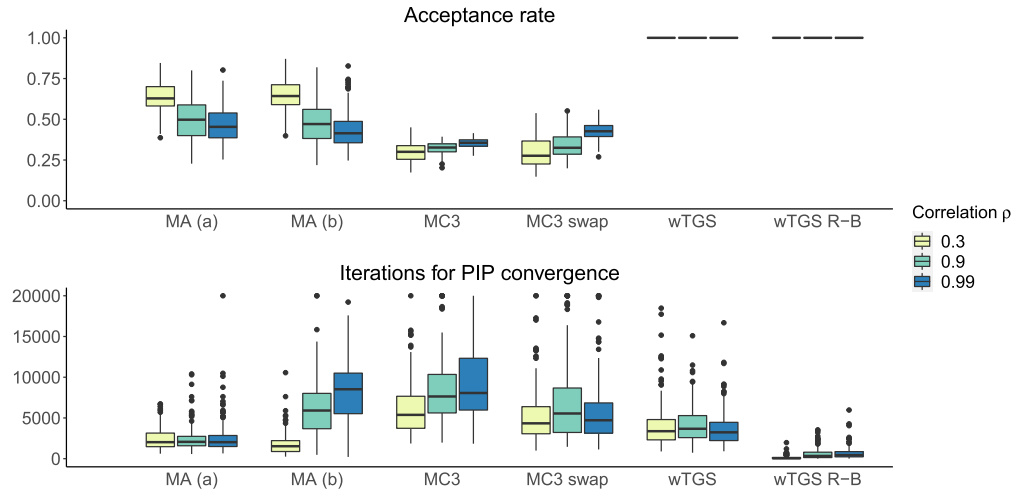 Acceptance rate
1.00
0.75
0.50
0.25
0.00
MA (a) MA (b) MC3 MC3 swap wTGS wTGS R−B
Correlation ρ
0.3
0.9
0.99
Iterations for PIP convergence
20000
15000
10000
5000
0
MA (a) MA (b) MC3 MC3 swap wTGS wTGS R−B